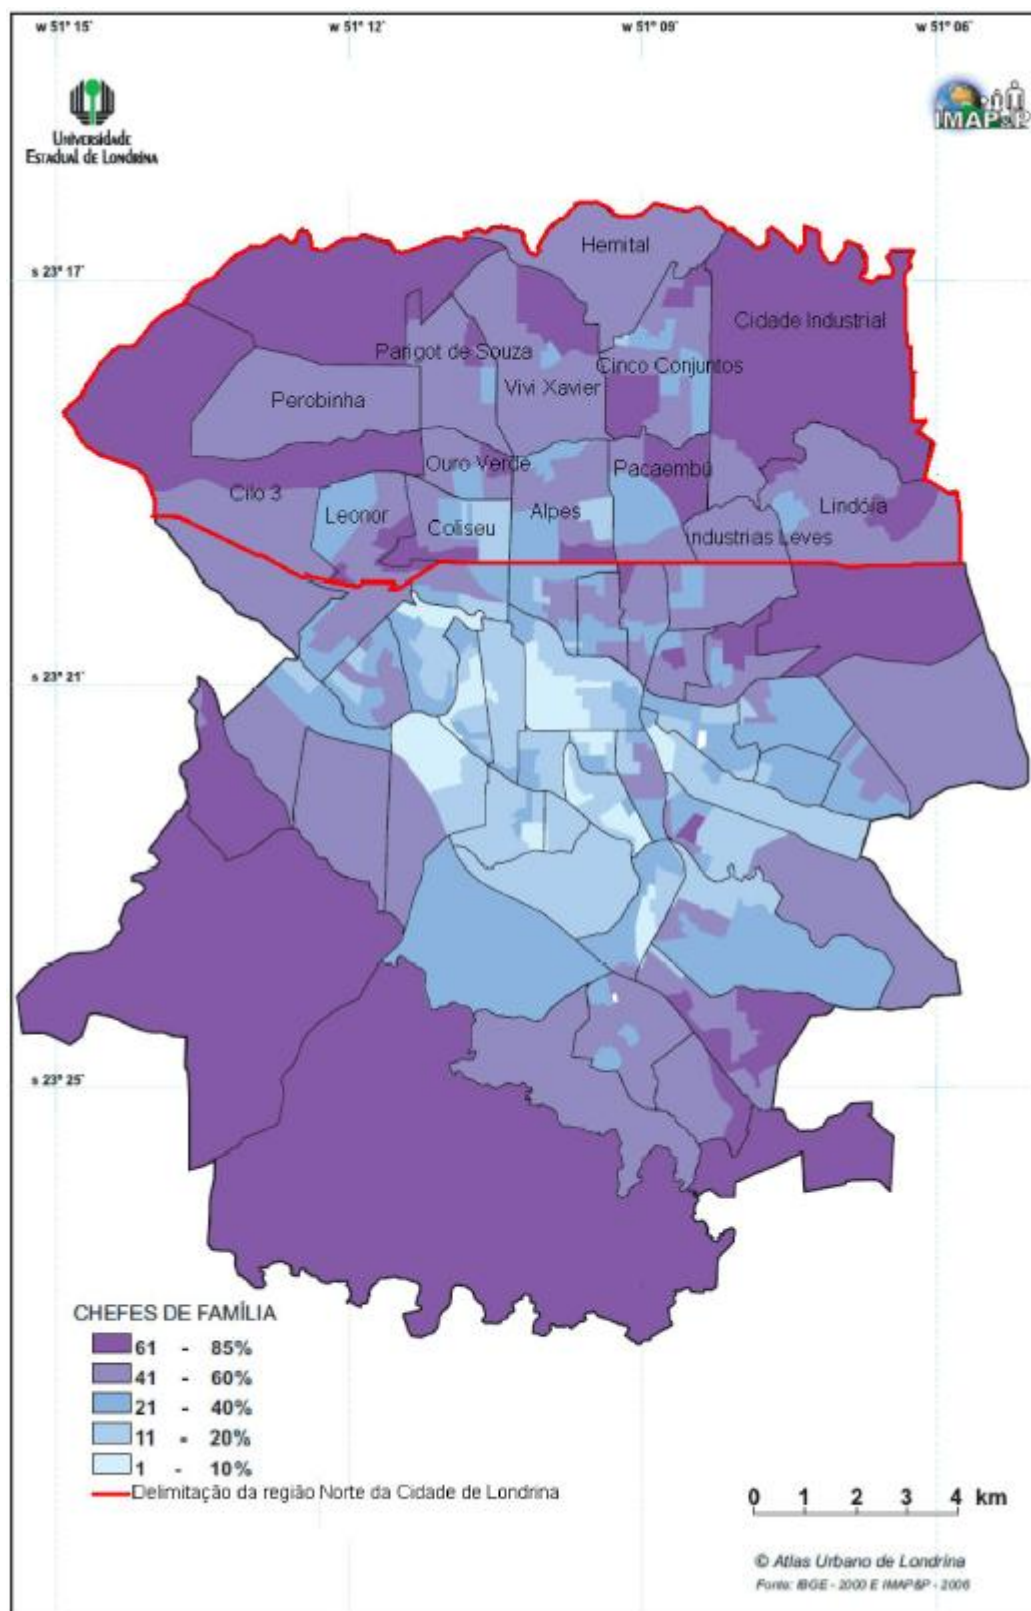 w 51° 15'
w 51° 12'
w 51° 09'
w 51° 06'
Universidade
Estadual de Londrina
IMAP&P
s 23° 17'
Hemital
Cidade Industrial
Parigot de Souza
Cinco Conjuntos
Vivi Xavier
Perobinha
Ouro Verde
Pacaembú
Cilo 3
Leonor
Coliseu
Alpes
Lindóia
Industrias Leves
s 23° 21'
s 23° 25'
CHEFES DE FAMÍLIA
61 - 85%
41 - 60%
21 - 40%
11 - 20%
1 - 10%
Delimitação da região Norte da Cidade de Londrina
0 1 2 3 4 km
© Atlas Urbano de Londrina
Fonte: IBGE - 2000 E IMAP&P - 2006